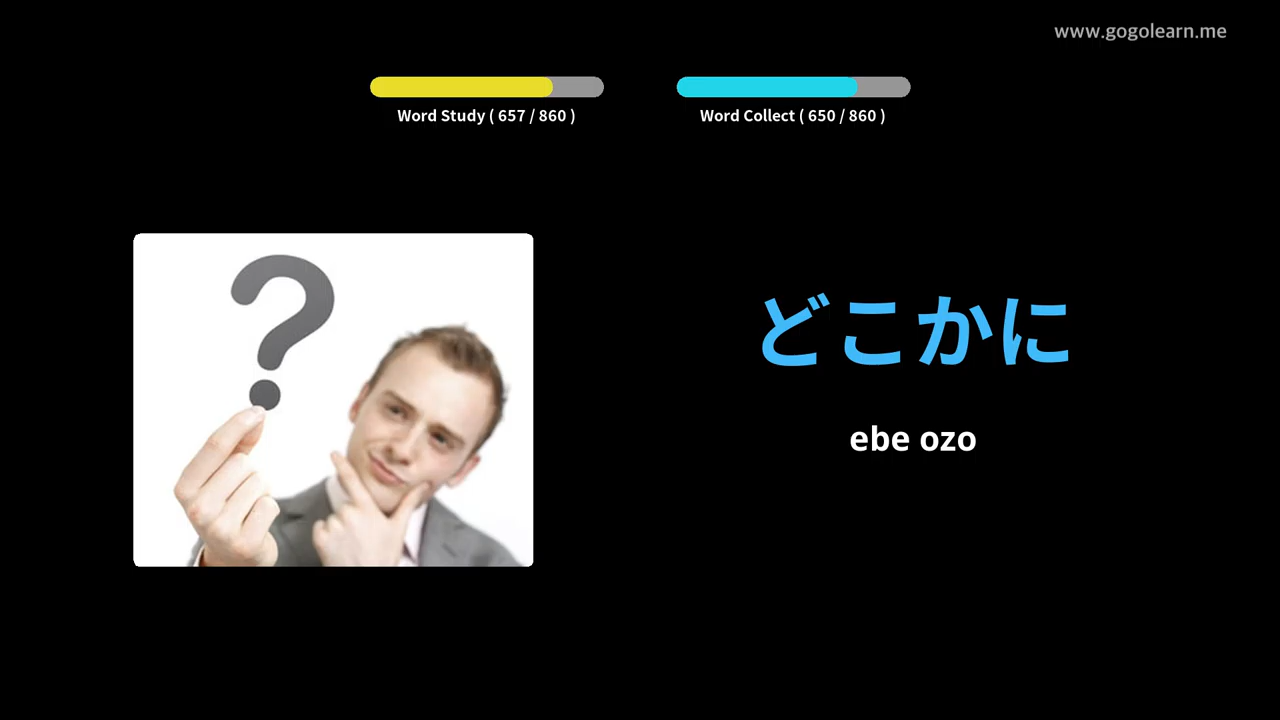 www.gogolearn.me
Word Study ( 657 / 860 )
Word Collect ( 650 / 860 )
?
どこかに
ebe ozo